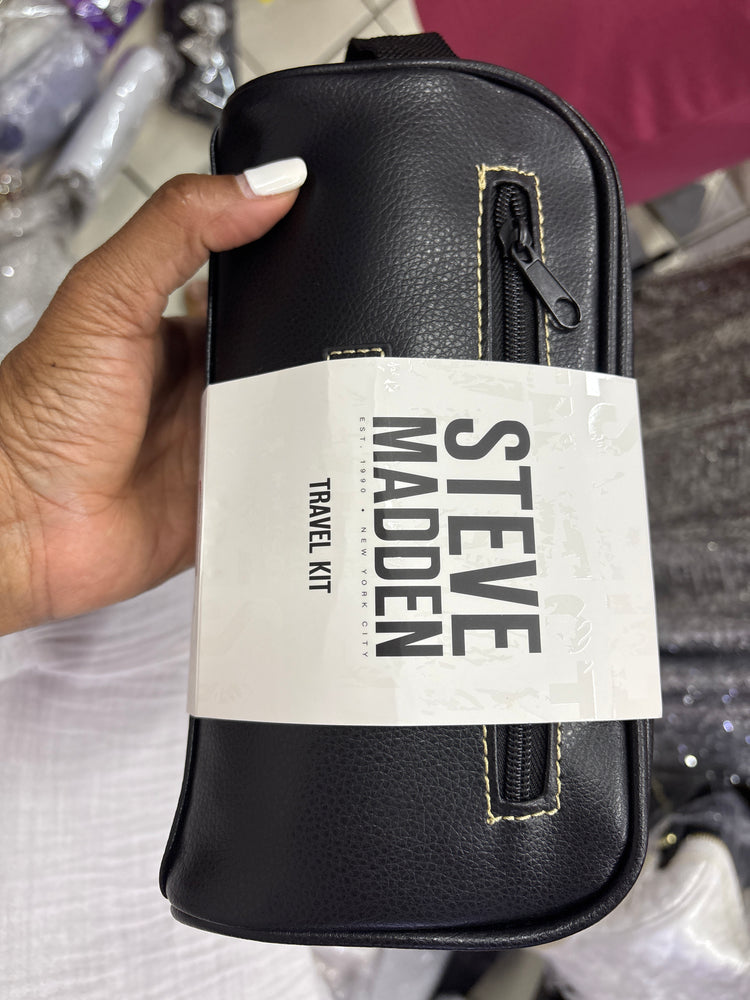 STEVE
MADDEN
EST. 1990 • NEW YORK CITY
TRAVEL KIT